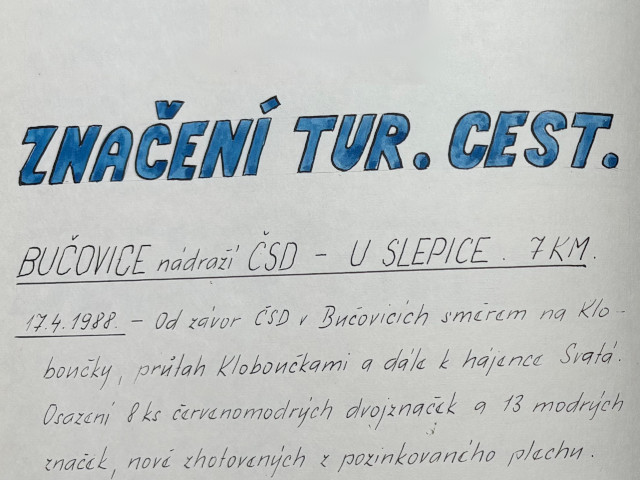 ZNAČENÍ TUR. CEST.
BUČOVICE nádraží ČSD - U SLEPICE. 7 KM.
17.4.1988. - Od závor ČSD v Bučovicích směrem na Klo-
boučky, průtah Kloboučkami a dále k hájence Svatá.
Osazení 8 ks červenomodrých dvojznaček a 13 modrých
značek, nově zhotovených z pozinkovaného plechu.